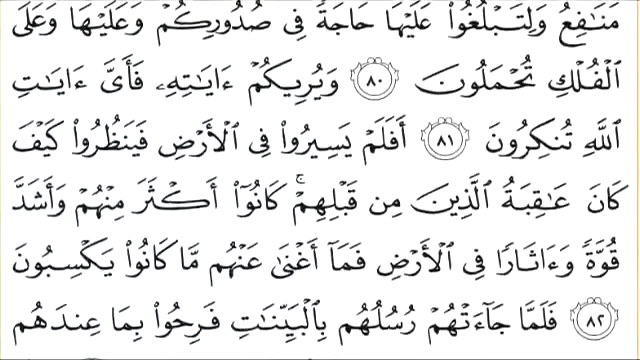 مَنَٰفِعُ وَلِتَبۡلُغُواْ عَلَيۡهَا حَاجَةٗ فِي صُدُورِكُمۡ وَعَلَيۡهَا وَعَلَى
ٱلۡفُلۡكِ تُحۡمَلُونَ ٨٠ وَيُرِيكُمۡ ءَايَٰتِهِۦ فَأَيَّ ءَايَٰتِ
ٱللَّهِ تُنكِرُونَ ٨١ أَفَلَمۡ يَسِيرُواْ فِي ٱلۡأَرۡضِ فَيَنظُرُواْ كَيۡفَ
كَانَ عَٰقِبَةُ ٱلَّذِينَ مِن قَبۡلِهِمۡۚ كَانُوٓاْ أَكۡثَرَ مِنۡهُمۡ وَأَشَدَّ
قُوَّةٗ وَءَاثَارٗا فِي ٱلۡأَرۡضِ فَمَآ أَغۡنَىٰ عَنۡهُم مَّا كَانُواْ يَكۡسِبُونَ
٨٢ فَلَمَّا جَآءَتۡهُمۡ رُسُلُهُم بِٱلۡبَيِّنَٰتِ فَرِحُواْ بِمَا عِندَهُم